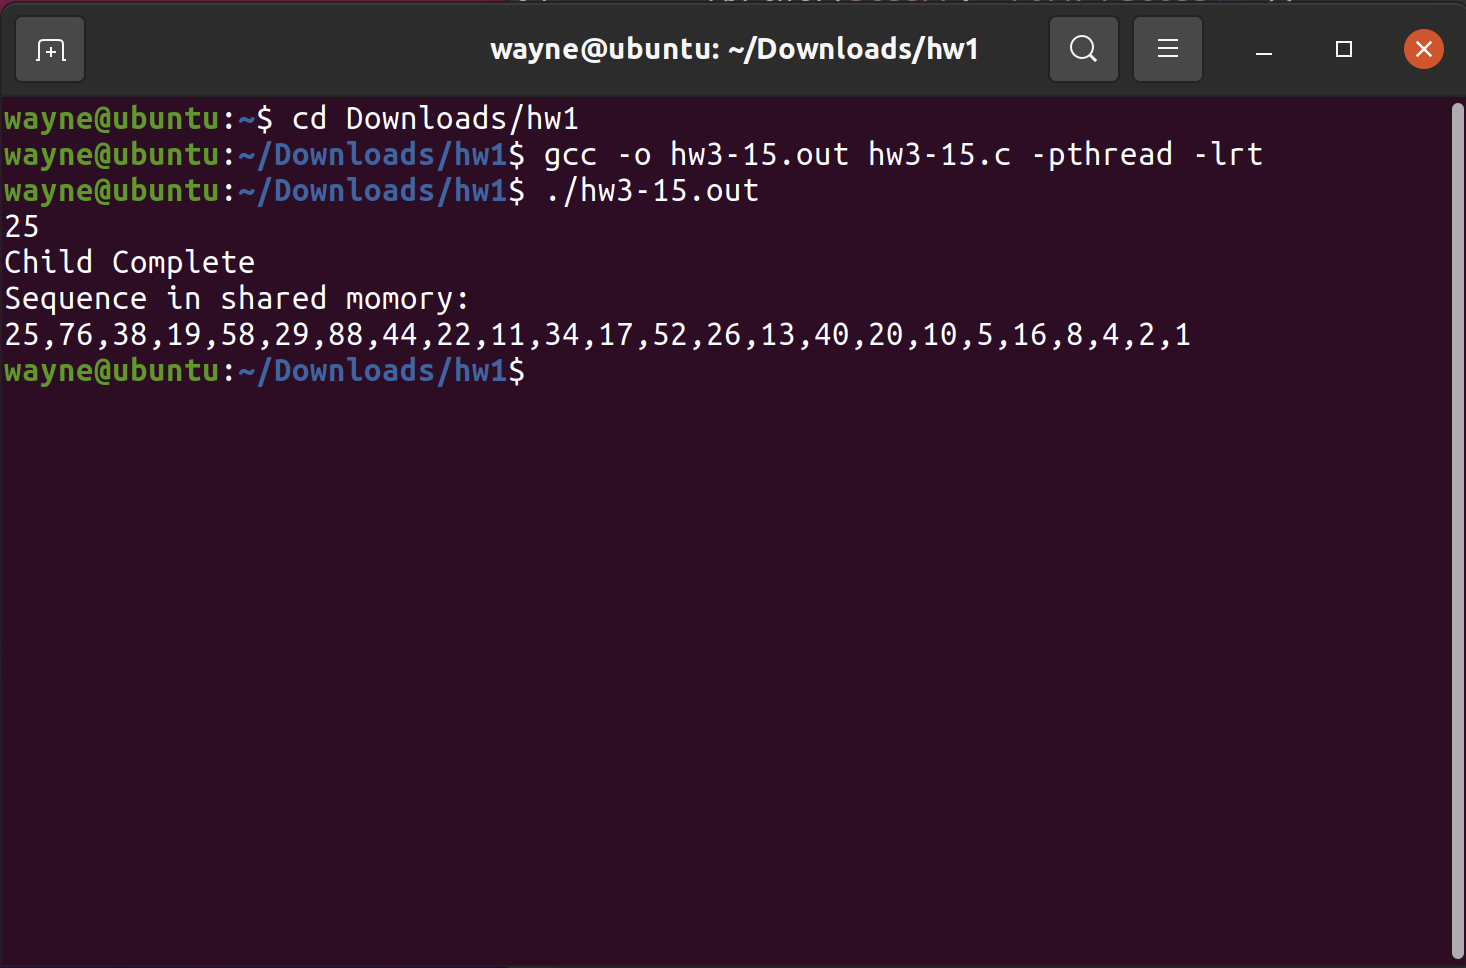 wayne@ubuntu: ~/Downloads/hw1
wayne@ubuntu:~$ cd Downloads/hw1
wayne@ubuntu:~/Downloads/hw1$ gcc -o hw3-15.out hw3-15.c -pthread -lrt
wayne@ubuntu:~/Downloads/hw1$ ./hw3-15.out
25
Child Complete
Sequence in shared momory:
25,76,38,19,58,29,88,44,22,11,34,17,52,26,13,40,20,10,5,16,8,4,2,1
wayne@ubuntu:~/Downloads/hw1$